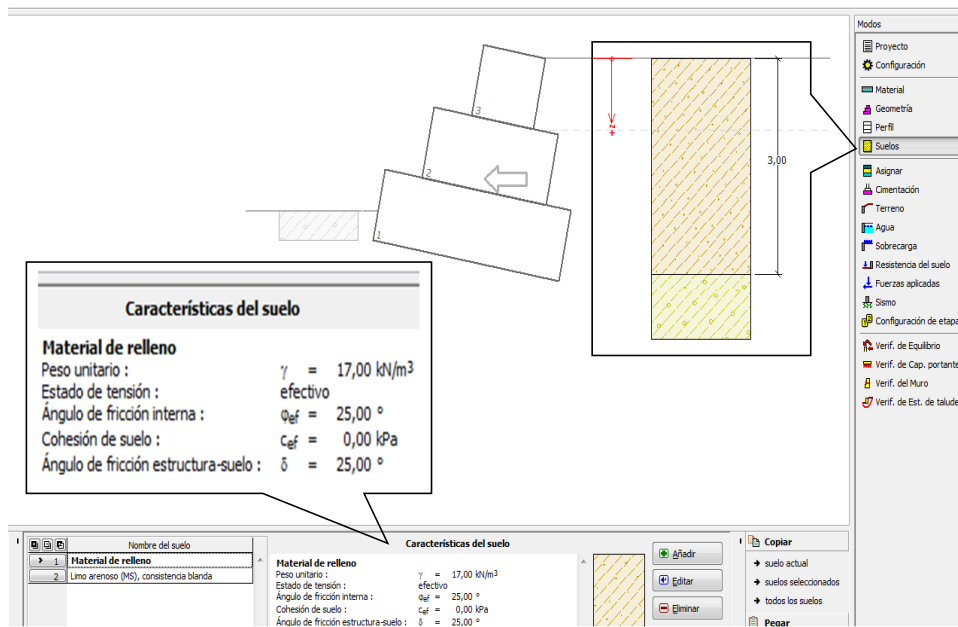 Modos
Proyecto
Configuración
Material
Geometría
Perfil
Suelos
Asignar
Cimentación
Terreno
Agua
Sobrecarga
Resistencia del suelo
Fuerzas aplicadas
Sismo
Configuración de etapa
Verif. de Equilibrio
Verif. de Cap. portante
Verif. del Muro
Verif. de Est. de talude
3
2
1
+z
3,00
Características del suelo
Material de relleno
Peso unitario : γ = 17,00 kN/m³
Estado de tensión : efectivo
Ángulo de fricción interna : φef = 25,00 °
Cohesión de suelo : cef = 0,00 kPa
Ángulo de fricción estructura-suelo : δ = 25,00 °
Nombre del suelo
> 1 Material de relleno
2 Limo arenoso (MS), consistencia blanda
Características del suelo
Material de relleno
Peso unitario : γ = 17,00 kN/m³
Estado de tensión : efectivo
Ángulo de fricción interna : φef = 25,00 °
Cohesión de suelo : cef = 0,00 kPa
Ángulo de fricción estructura-suelo : δ = 25,00 °
Añadir
Editar
Eliminar
Copiar
suelo actual
suelos seleccionados
todos los suelos
Pegar